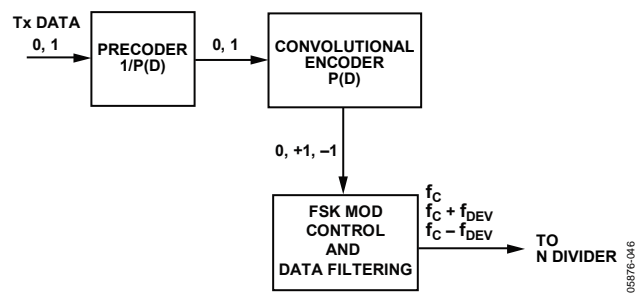 Tx DATA
0, 1
PRECODER
1/P(D)
0, 1
CONVOLUTIONAL
ENCODER
P(D)
0, +1, –1
FSK MOD
CONTROL
AND
DATA FILTERING
fC
fC + fDEV
fC – fDEV
TO
N DIVIDER
05876-046